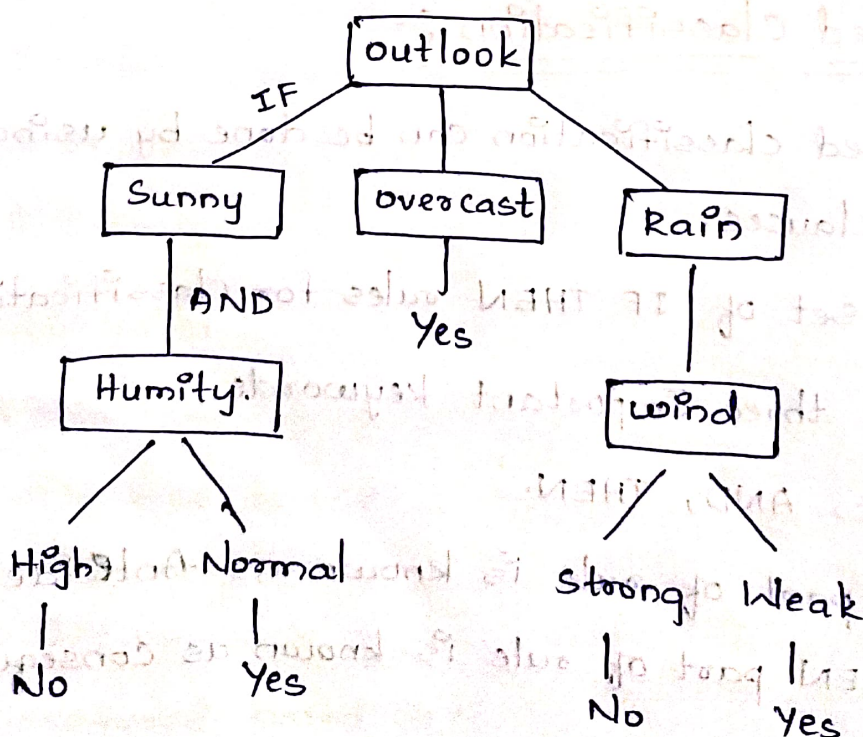 outlook
IF
Sunny
overcast
Rain
AND
Yes
Humity.
wind
High
Normal
Strong
Weak
No
Yes
No
Yes